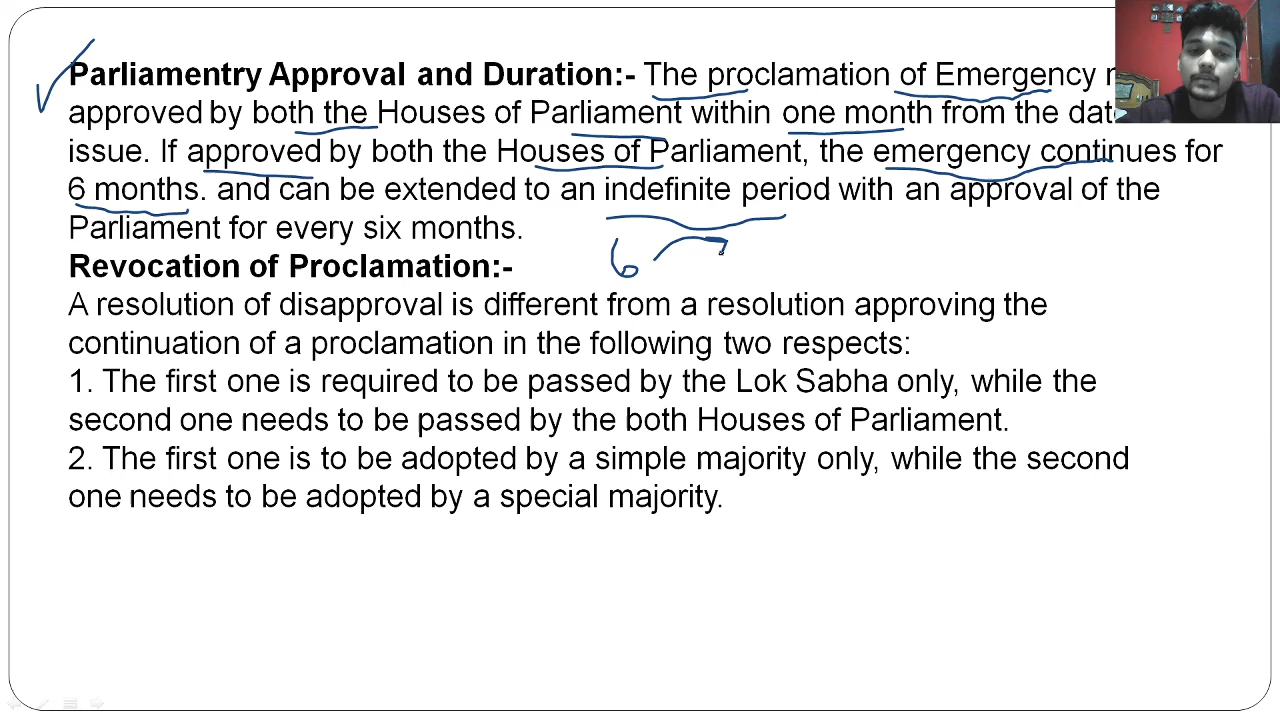 Parliamentry Approval and Duration:- The proclamation of Emergency
approved by both the Houses of Parliament within one month from the
issue. If approved by both the Houses of Parliament, the emergency continues for
6 months. and can be extended to an indefinite period with an approval of the
Parliament for every six months.
6
Revocation of Proclamation:-
A resolution of disapproval is different from a resolution approving the
continuation of a proclamation in the following two respects:
1. The first one is required to be passed by the Lok Sabha only, while the
second one needs to be passed by the both Houses of Parliament.
2. The first one is to be adopted by a simple majority only, while the second
one needs to be adopted by a special majority.